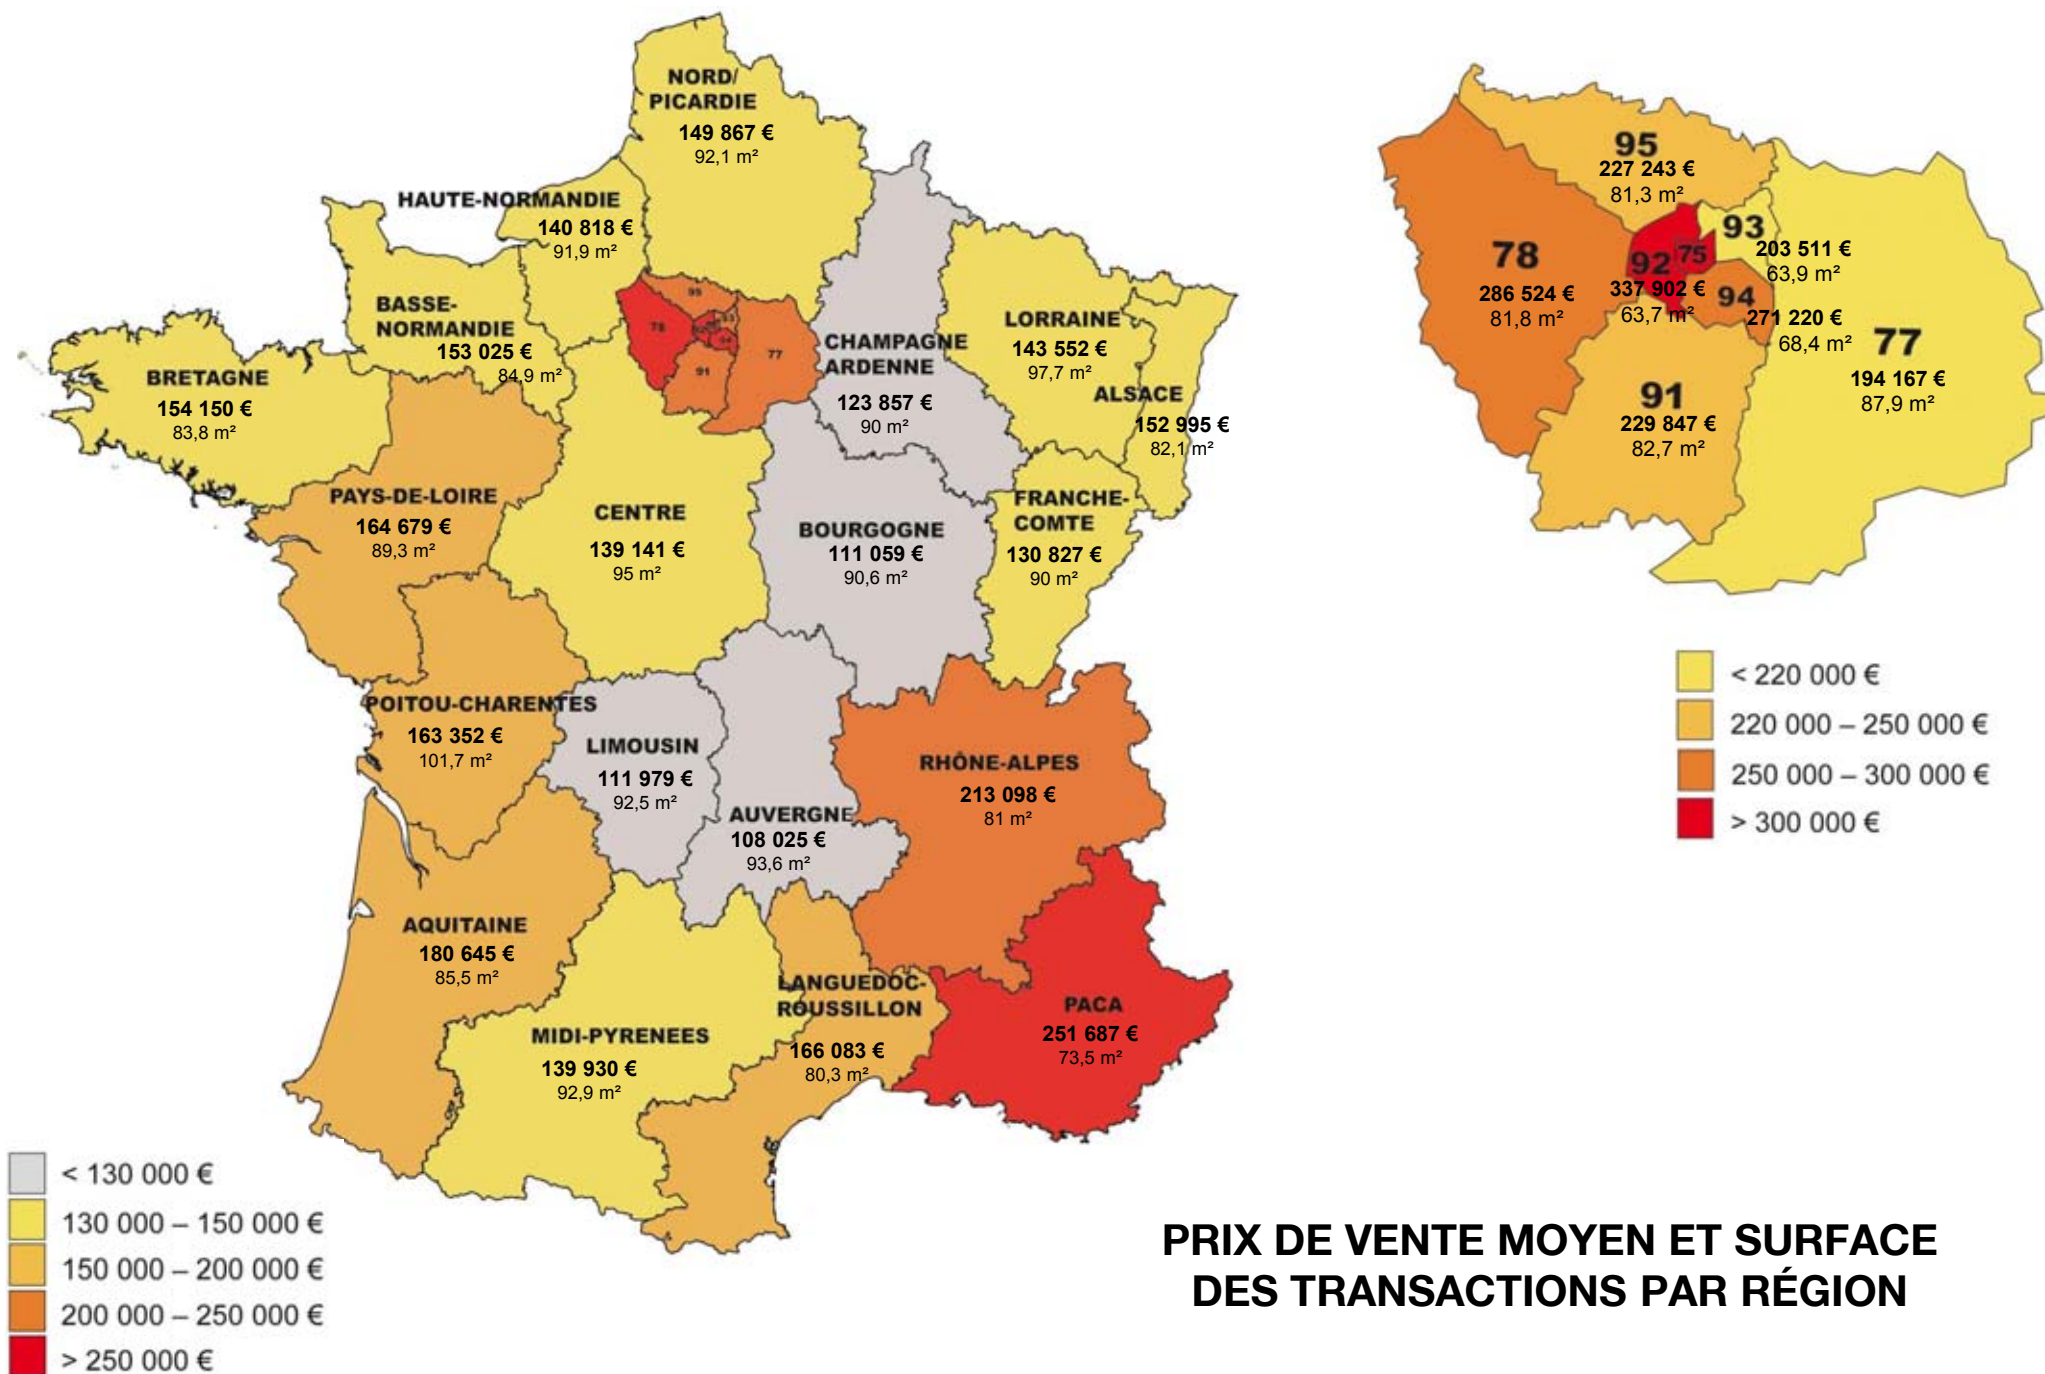 NORD/
PICARDIE
149 867 €
92,1 m²
HAUTE-NORMANDIE
140 818 €
91,9 m²
BASSE-
NORMANDIE
153 025 €
84,9 m²
BRETAGNE
154 150 €
83,8 m²
PAYS-DE-LOIRE
164 679 €
89,3 m²
CENTRE
139 141 €
95 m²
95
78
93
94
91
77
CHAMPAGNE
ARDENNE
123 857 €
90 m²
LORRAINE
143 552 €
97,7 m²
ALSACE
152 995 €
82,1 m²
FRANCHE-
COMTE
130 827 €
90 m²
BOURGOGNE
111 059 €
90,6 m²
POITOU-CHARENTES
163 352 €
101,7 m²
LIMOUSIN
111 979 €
92,5 m²
AUVERGNE
108 025 €
93,6 m²
RHÔNE-ALPES
213 098 €
81 m²
AQUITAINE
180 645 €
85,5 m²
MIDI-PYRENEES
139 930 €
92,9 m²
LANGUEDOC-
ROUSSILLON
166 083 €
80,3 m²
PACA
251 687 €
73,5 m²
< 130 000 €
130 000 – 150 000 €
150 000 – 200 000 €
200 000 – 250 000 €
> 250 000 €
95
227 243 €
81,3 m²
78
286 524 €
81,8 m²
92
75
337 902 €
63,7 m²
93
203 511 €
63,9 m²
94
271 220 €
68,4 m²
91
229 847 €
82,7 m²
77
194 167 €
87,9 m²
< 220 000 €
220 000 – 250 000 €
250 000 – 300 000 €
> 300 000 €
PRIX DE VENTE MOYEN ET SURFACE
DES TRANSACTIONS PAR RÉGION